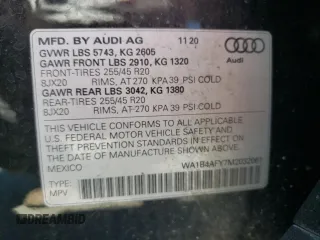 MFD. BY AUDI AG 11 20
Audi
GVWR LBS 5743, KG 2605
GAWR FRONT LBS 2910, KG 1320
FRONT-TIRES 255/45 R20
8JX20 RIMS, AT 270 KPA 39 PSI COLD
GAWR REAR LBS 3042, KG 1380
REAR-TIRES 255/45 R20
8JX20 RIMS, AT 270 KPA 39 PSI COLD
THIS VEHICLE CONFORMS TO ALL APPLICABLE
U.S. FEDERAL MOTOR VEHICLE SAFETY
STANDARDS IN EFFECT ON THE
DATE OF MANUFACTURE SHOWN ABOVE.
MEXICO
TYPE:
MPV
DREAMBID